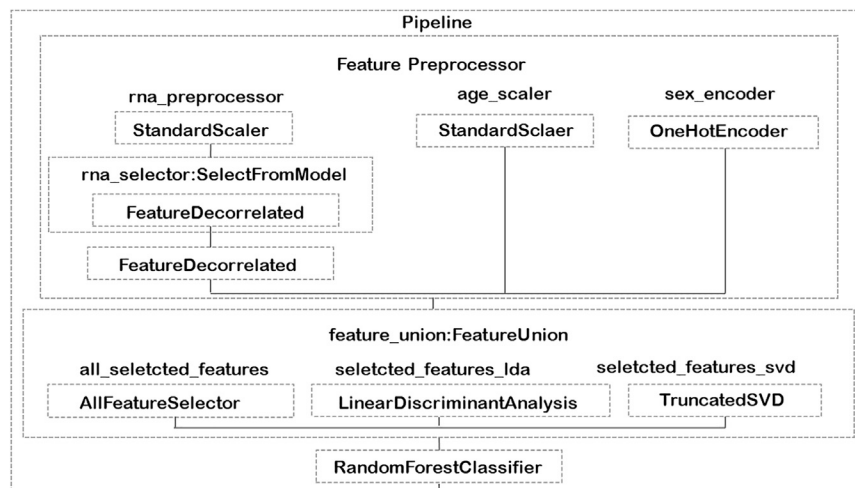 Pipeline
Feature Preprocessor
rna_preprocessor
StandardScaler
rna_selector:SelectFromModel
FeatureDecorrelated
FeatureDecorrelated
age_scaler
StandardSclaer
sex_encoder
OneHotEncoder
feature_union:FeatureUnion
all_seletcted_features
AllFeatureSelector
seletcted_features_lda
LinearDiscriminantAnalysis
seletcted_features_svd
TruncatedSVD
RandomForestClassifier